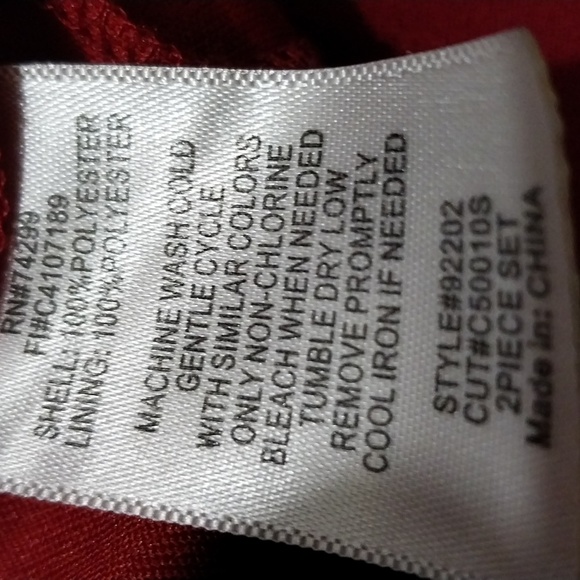 RN#74299
FI#C4107189
SHELL: 100%POLYESTER
LINING: 100%POLYESTER
MACHINE WASH COLD
GENTLE CYCLE
WITH SIMILAR COLORS
ONLY NON-CHLORINE
BLEACH WHEN NEEDED
TUMBLE DRY LOW
REMOVE PROMPTLY
COOL IRON IF NEEDED
STYLE#92202
CUT#C50010S
2PIECE SET
Made in: CHINA